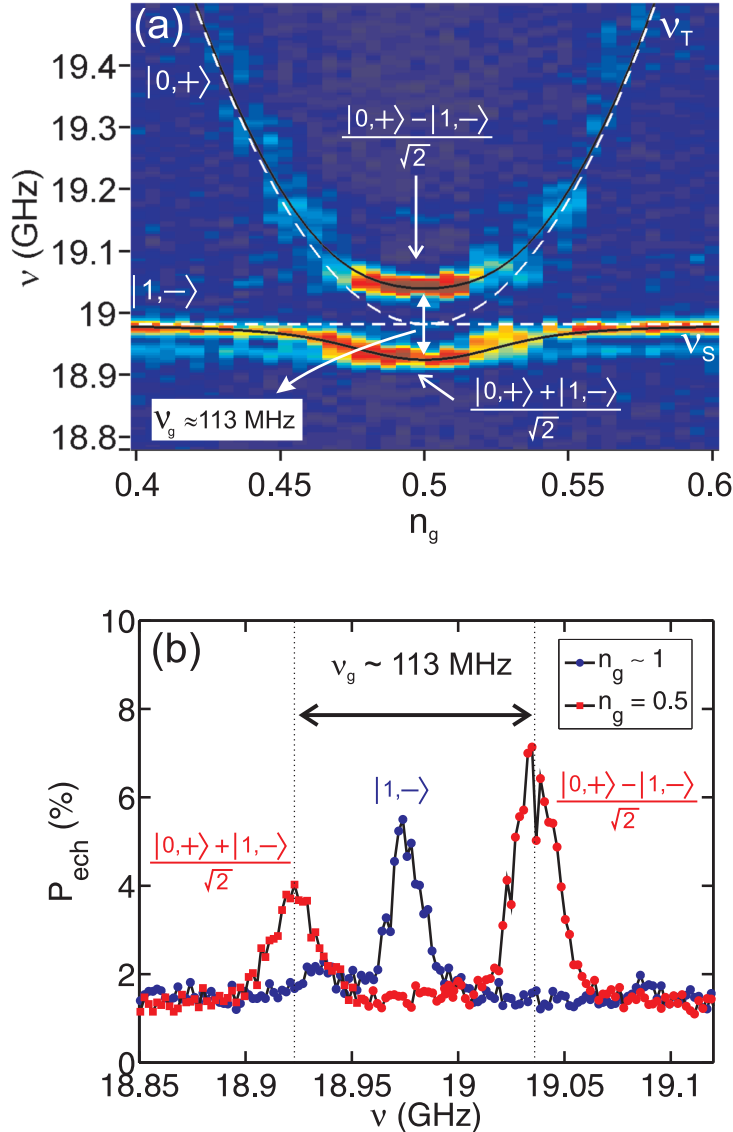 (a)
19.4
19.3
19.2
19.1
19
18.9
18.8
ν (GHz)
|0,+⟩
|1,−⟩
|0,+⟩−|1,−⟩
√2
ν_T
ν_S
ν_g ≈113 MHz
|0,+⟩+|1,−⟩
√2
0.4 0.45 0.5 0.55 0.6
n_g
(b)
10
8
6
4
2
0
P_ech (%)
ν_g ~ 113 MHz
n_g ~ 1
n_g = 0.5
|0,+⟩+|1,−⟩
√2
|1,−⟩
|0,+⟩−|1,−⟩
√2
18.85 18.9 18.95 19 19.05 19.1
ν (GHz)